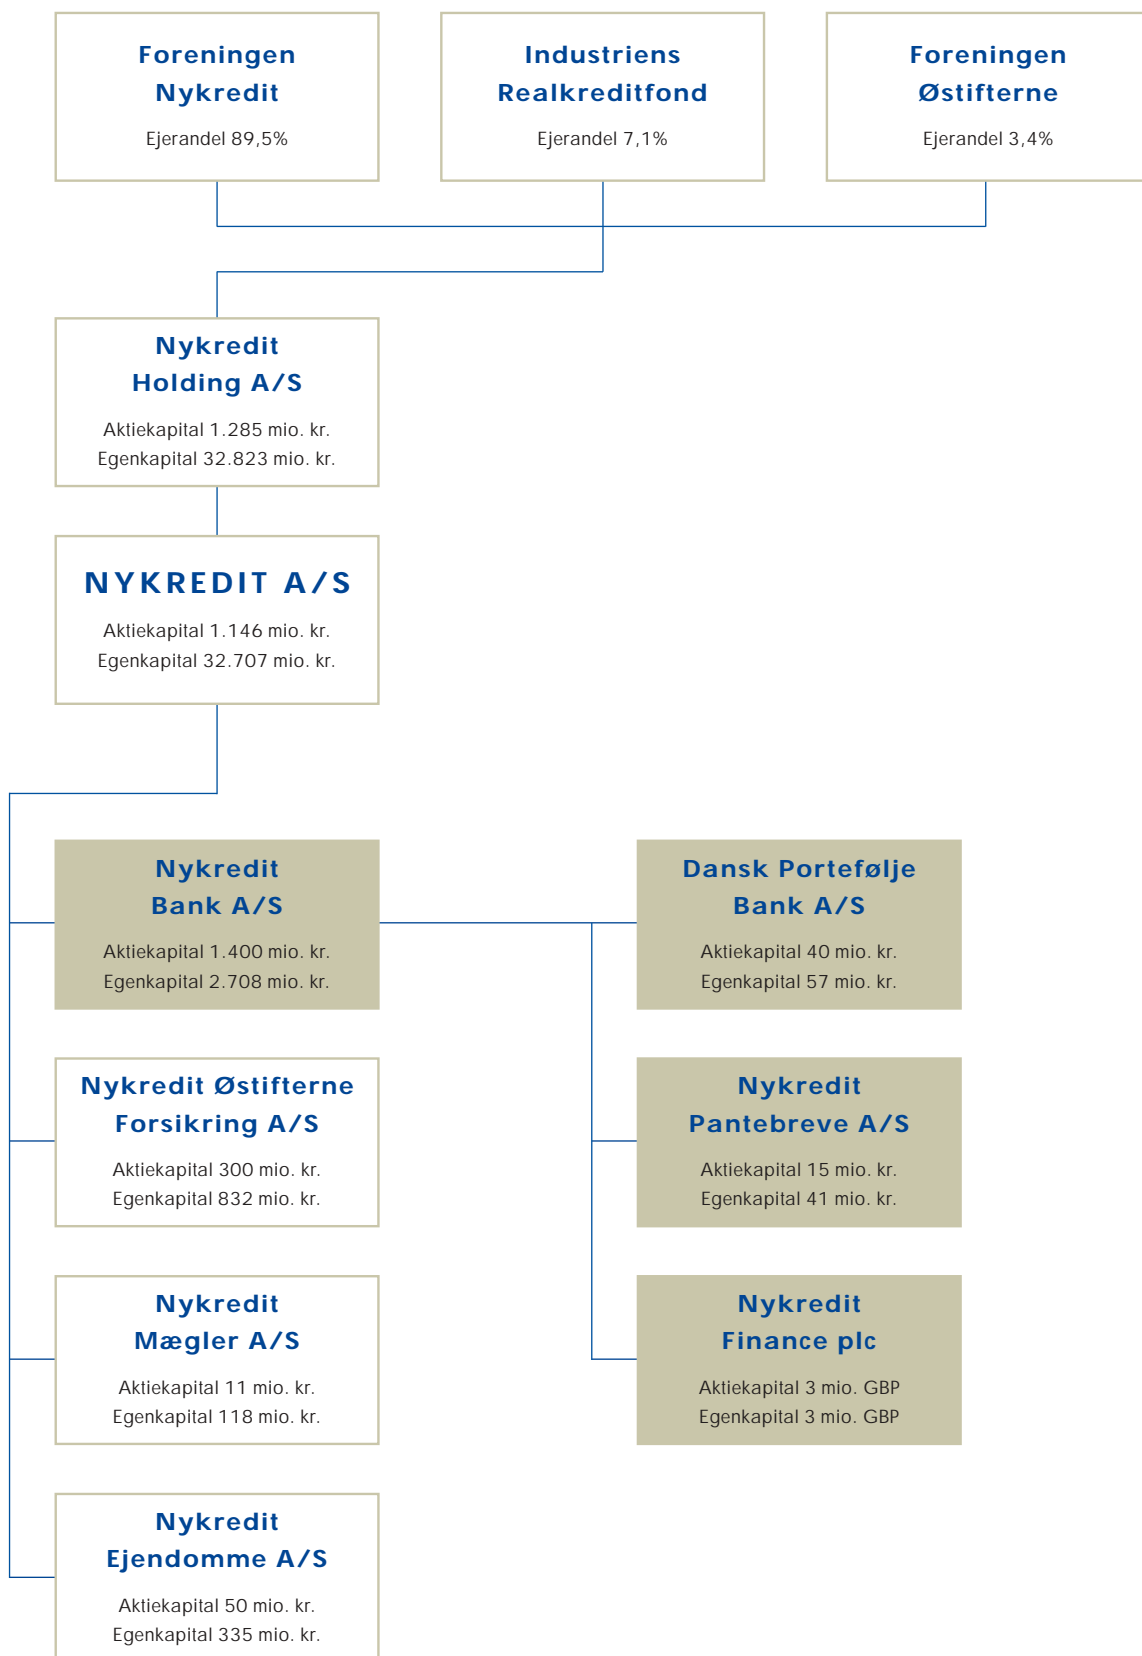 Foreningen
Nykredit
Ejerandel 89,5%
Industriens
Realkreditfond
Ejerandel 7,1%
Foreningen
Østifterne
Ejerandel 3,4%
Nykredit
Holding A/S
Aktiekapital 1.285 mio. kr.
Egenkapital 32.823 mio. kr.
NYKREDIT A/S
Aktiekapital 1.146 mio. kr.
Egenkapital 32.707 mio. kr.
Nykredit
Bank A/S
Aktiekapital 1.400 mio. kr.
Egenkapital 2.708 mio. kr.
Dansk Portefølje
Bank A/S
Aktiekapital 40 mio. kr.
Egenkapital 57 mio. kr.
Nykredit Østifterne
Forsikring A/S
Aktiekapital 300 mio. kr.
Egenkapital 832 mio. kr.
Nykredit
Pantebreve A/S
Aktiekapital 15 mio. kr.
Egenkapital 41 mio. kr.
Nykredit
Mægler A/S
Aktiekapital 11 mio. kr.
Egenkapital 118 mio. kr.
Nykredit
Finance plc
Aktiekapital 3 mio. GBP
Egenkapital 3 mio. GBP
Nykredit
Ejendomme A/S
Aktiekapital 50 mio. kr.
Egenkapital 335 mio. kr.